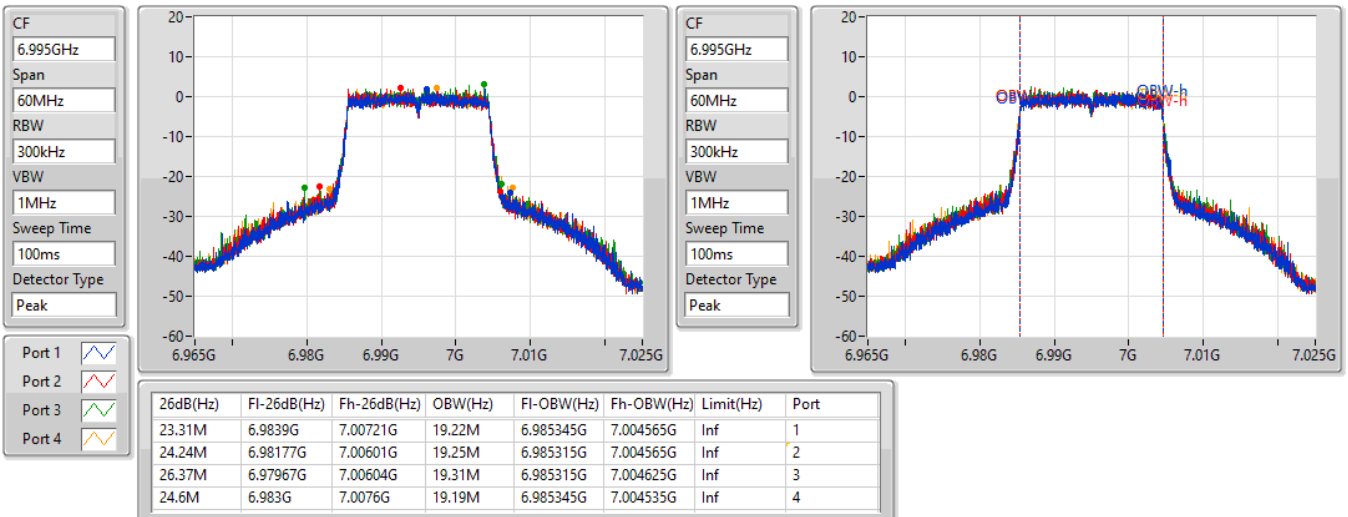 CF
6.995GHz
Span
60MHz
RBW
300kHz
VBW
1MHz
Sweep Time
100ms
Detector Type
Peak
20
10
0
-10
-20
-30
-40
-50
-60
6.965G 6.98G 6.99G 7G 7.01G 7.025G
CF
6.995GHz
Span
60MHz
RBW
300kHz
VBW
1MHz
Sweep Time
100ms
Detector Type
Peak
20
10
0
-10
-20
-30
-40
-50
-60
OBW-h
OBW-h
6.965G 6.98G 6.99G 7G 7.01G 7.025G
Port 1
Port 2
Port 3
Port 4
26dB(Hz) Fl-26dB(Hz) Fh-26dB(Hz) OBW(Hz) Fl-OBW(Hz) Fh-OBW(Hz) Limit(Hz) Port
23.31M 6.9839G 7.00721G 19.22M 6.985345G 7.004565G Inf 1
24.24M 6.98177G 7.00601G 19.25M 6.985315G 7.004565G Inf 2
26.37M 6.97967G 7.00604G 19.31M 6.985315G 7.004625G Inf 3
24.6M 6.983G 7.0076G 19.19M 6.985345G 7.004535G Inf 4